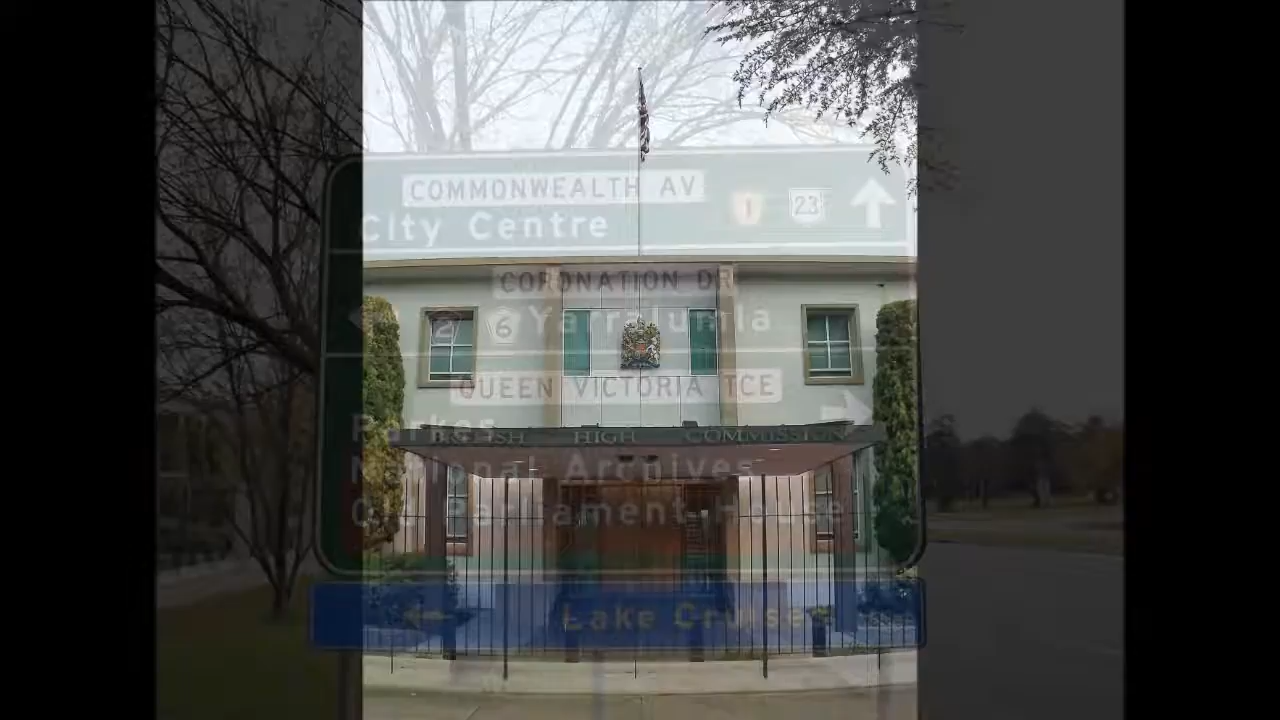 COMMONWEALTH AV
City Centre
1
23
CORONATION DR
2
6
Yarralumla
QUEEN VICTORIA TCE
Parkes
BRITISH HIGH COMMISSION
National Archives
Old Parliament House
Lake Cruises